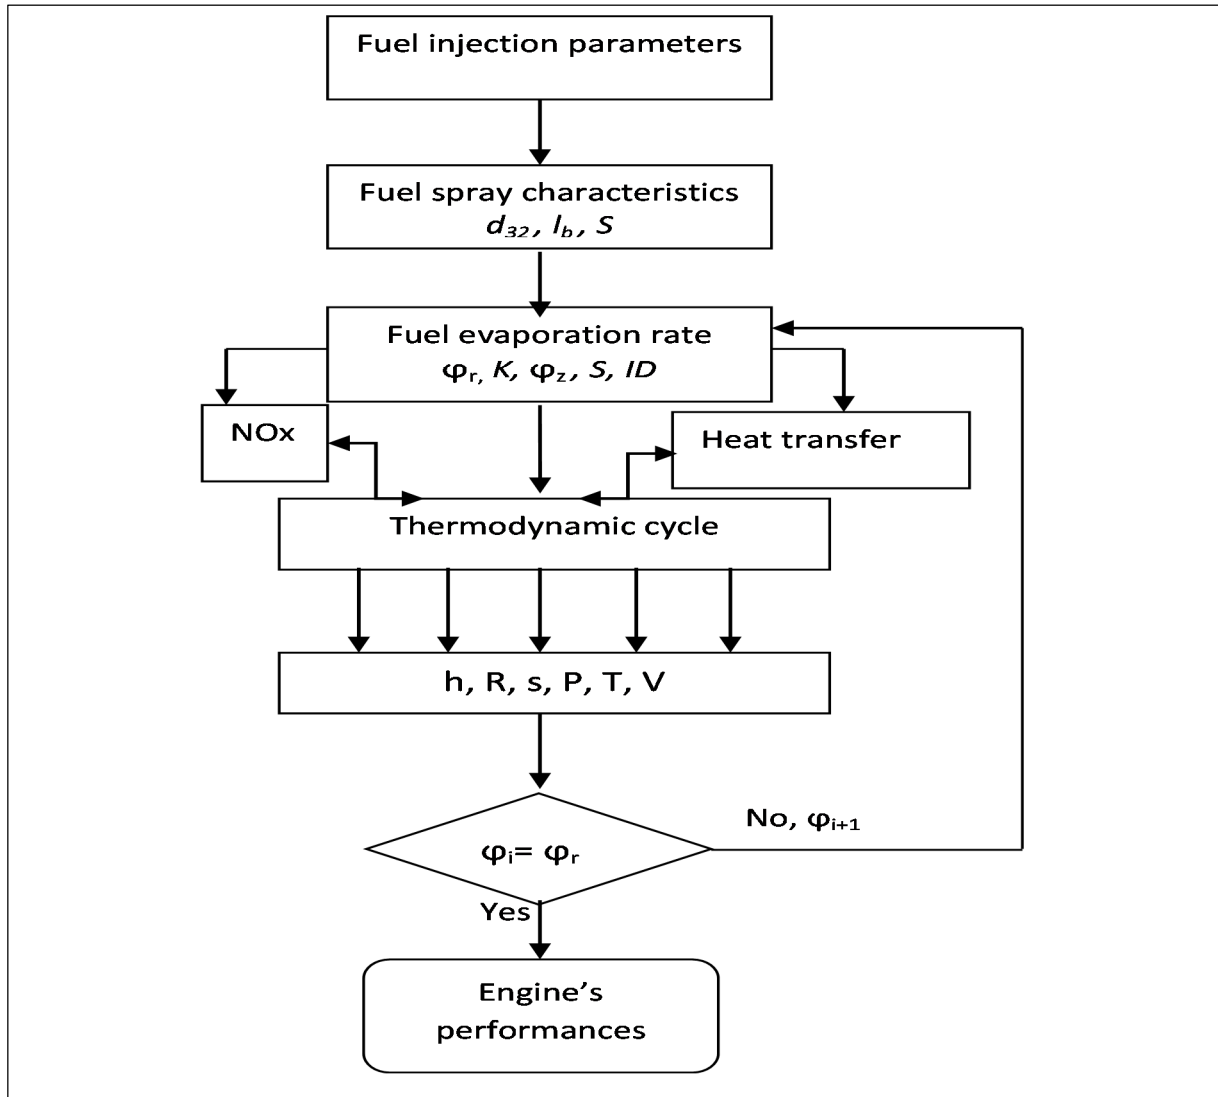 Fuel injection parameters
Fuel spray characteristics
d32, lb, S
Fuel evaporation rate
φr, K, φz, S, ID
NOx
Heat transfer
Thermodynamic cycle
h, R, s, P, T, V
No, φi+1
φi= φr
Yes
Engine’s
performances